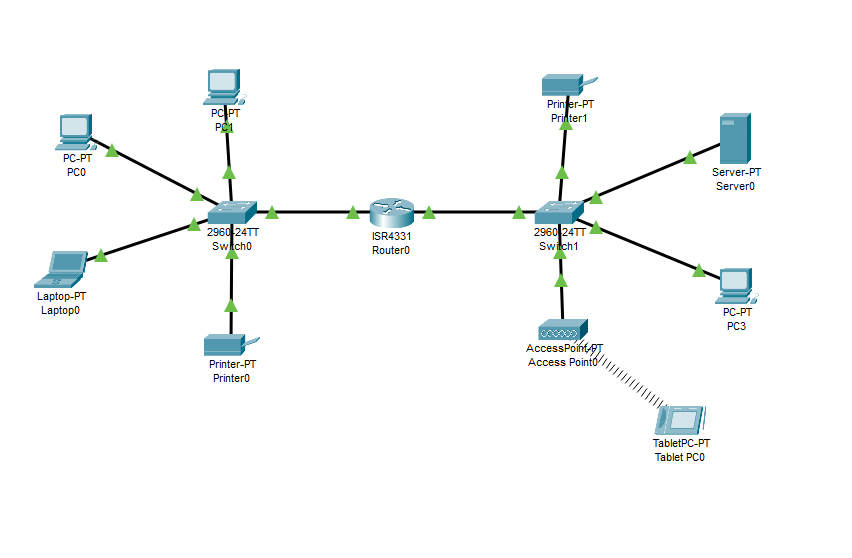 PC-PT
PC1
Printer-PT
Printer1
PC-PT
PC0
Server-PT
Server0
2960-24TT
Switch0
ISR4331
Router0
2960-24TT
Switch1
Laptop-PT
Laptop0
PC-PT
PC3
Printer-PT
Printer0
AccessPoint-PT
Access Point0
TabletPC-PT
Tablet PC0